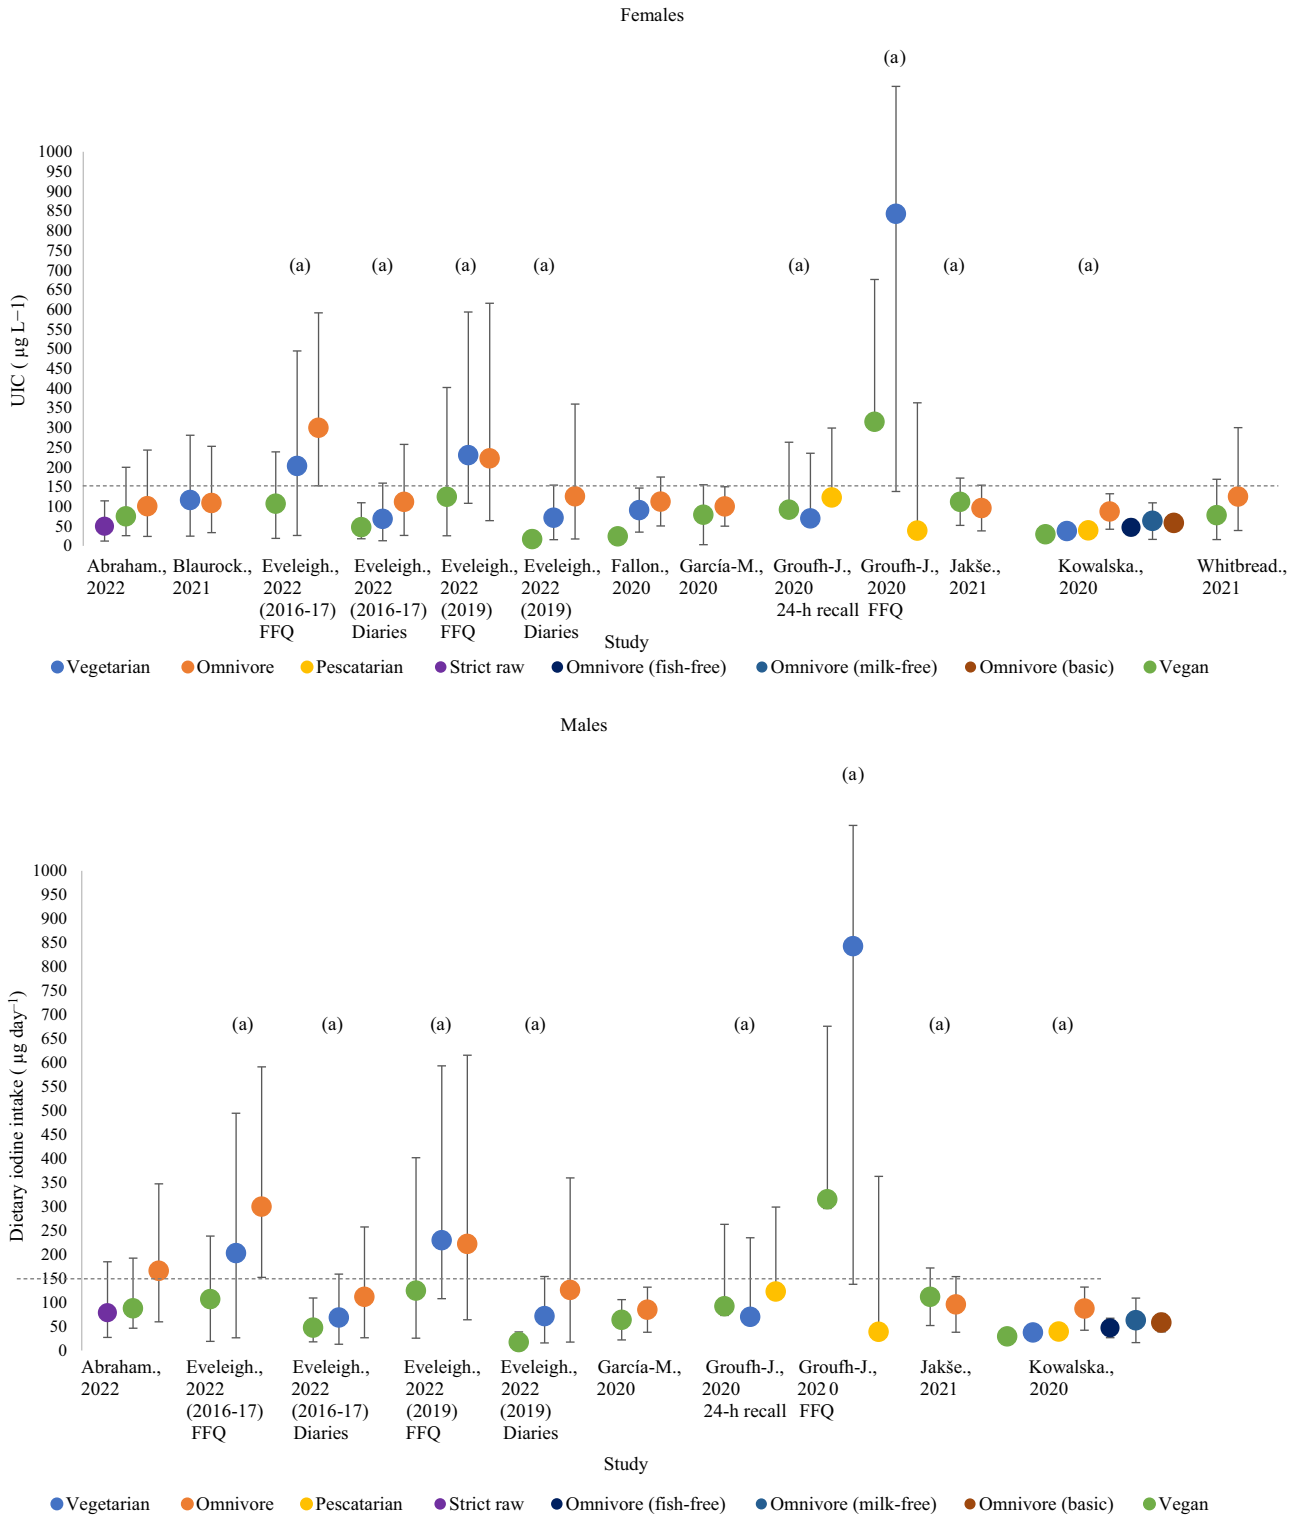 Females
(a)
1000
950
900
850
800
750
700
650
600
550
500
450
400
350
300
250
200
150
100
50
0
UIC ( µg L−1)
(a) (a) (a) (a) (a) (a) (a)
Abraham., 2022
Blaurock., 2021
Eveleigh., 2022 (2016-17) FFQ
Eveleigh., 2022 (2016-17) Diaries
Eveleigh., 2022 (2019) FFQ
Eveleigh., 2022 (2019) Diaries
Fallon., 2020
García-M., 2020
Groufh-J., 2020 24-h recall
Groufh-J., 2020 FFQ
Jakše., 2021
Kowalska., 2020
Whitbread., 2021
Study
Vegetarian Omnivore Pescatarian Strict raw Omnivore (fish-free) Omnivore (milk-free) Omnivore (basic) Vegan
Males
(a)
1000
950
900
850
800
750
700
650
600
550
500
450
400
350
300
250
200
150
100
50
0
Dietary iodine intake ( µg day⁻¹)
(a) (a) (a) (a) (a) (a) (a)
Abraham., 2022
Eveleigh., 2022 (2016-17) FFQ
Eveleigh., 2022 (2016-17) Diaries
Eveleigh., 2022 (2019) FFQ
Eveleigh., 2022 (2019) Diaries
García-M., 2020
Groufh-J., 2020 24-h recall
Groufh-J., 2020 FFQ
Jakše., 2021
Kowalska., 2020
Study
Vegetarian Omnivore Pescatarian Strict raw Omnivore (fish-free) Omnivore (milk-free) Omnivore (basic) Vegan